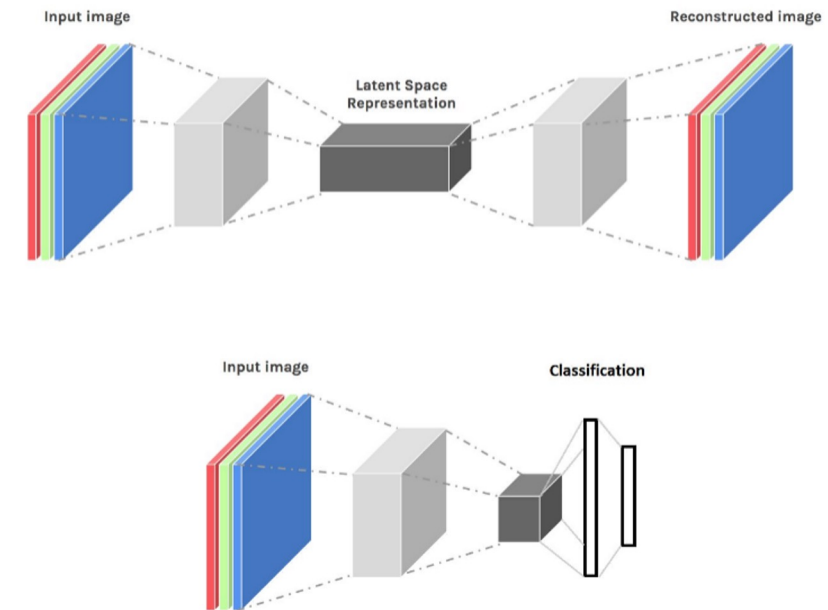 Input image
Reconstructed image
Latent Space
Representation
Input image
Classification